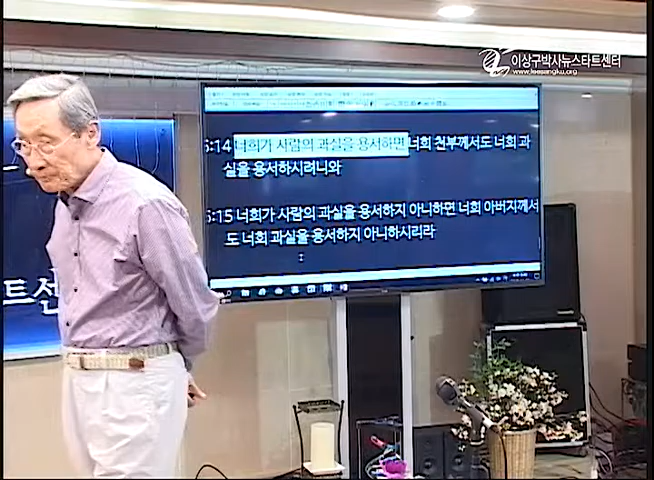 이상구박사뉴스타트센터
www.leesangku.org
6:14 너희가 사람의 과실을 용서하면 너희 천부께서도 너희 과
실을 용서하시려니와
6:15 너희가 사람의 과실을 용서하지 아니하면 너희 아버지께서
도 너희 과실을 용서하지 아니하시리라
트센